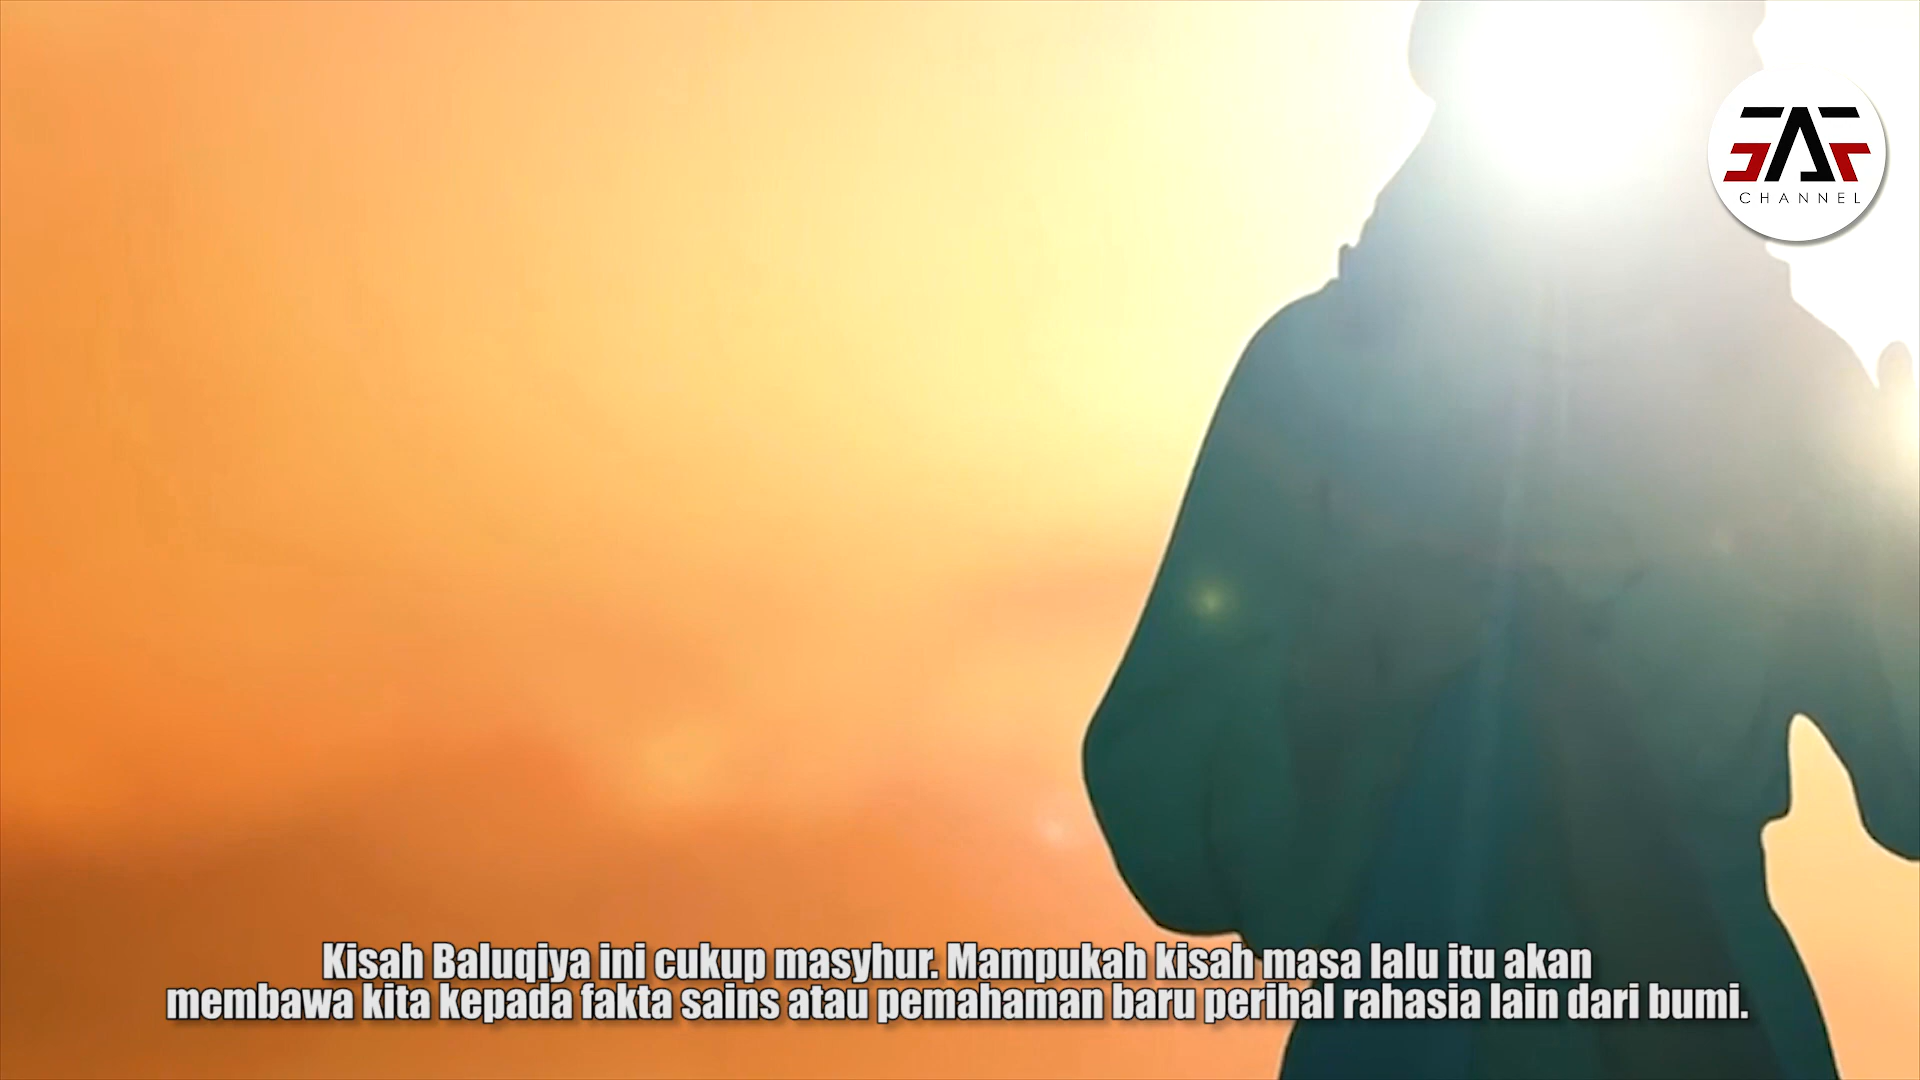 CHANNEL
Kisah Baluqiya ini cukup masyhur. Mampukah kisah masa lalu itu akan
membawa kita kepada fakta sains atau pemahaman baru perihal rahasia lain dari bumi.